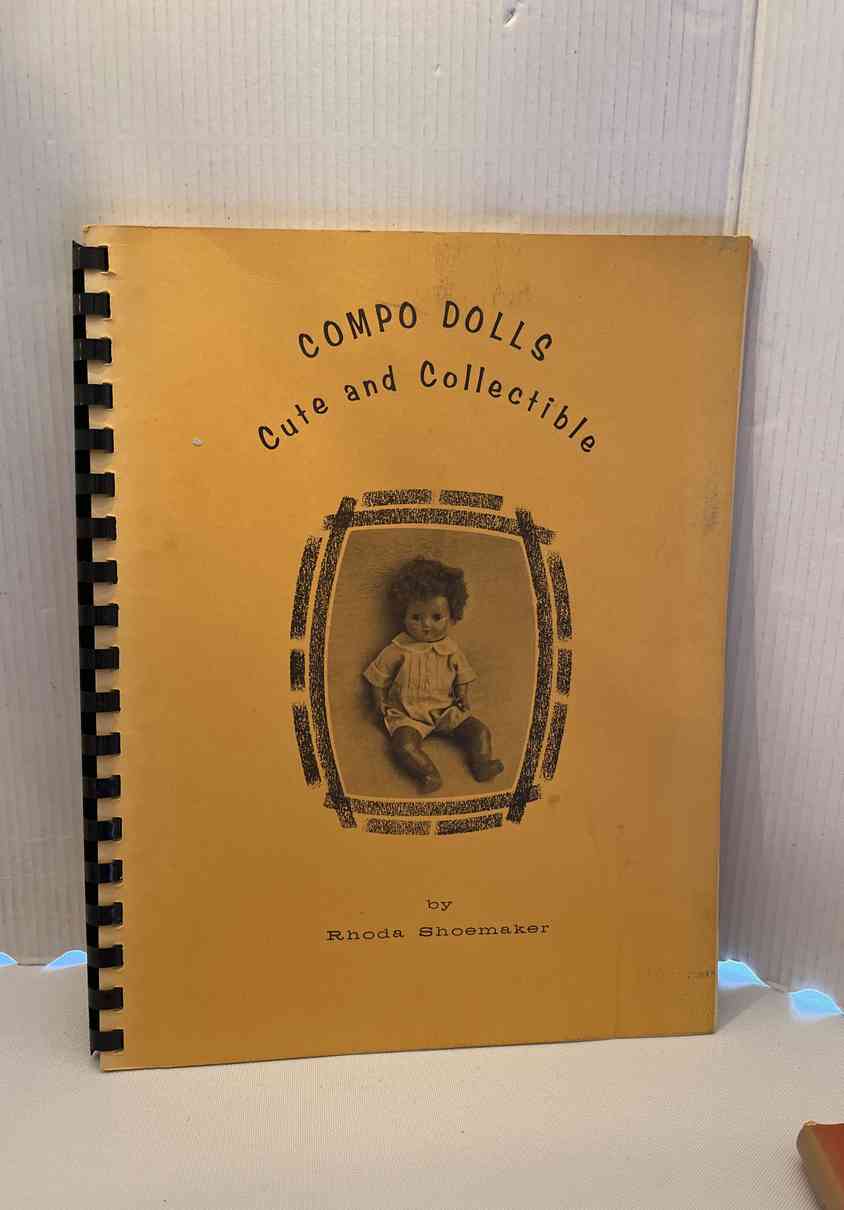 COMPO DOLLS
Cute and Collectible
by
Rhoda Shoemaker